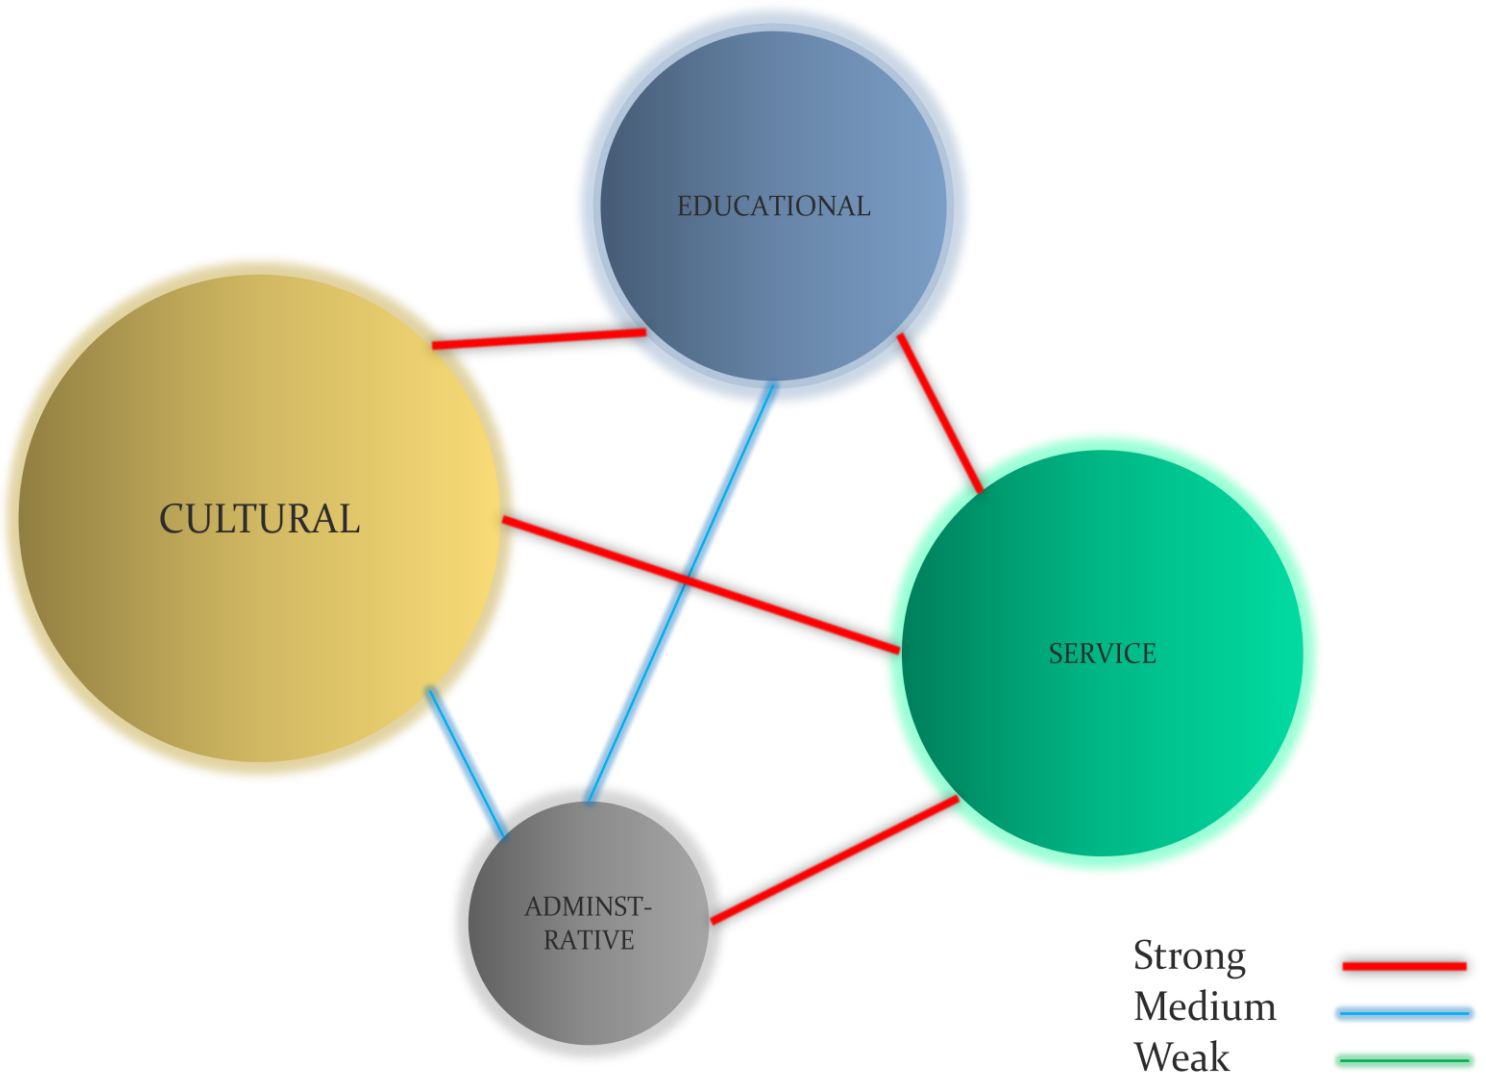 EDUCATIONAL
CULTURAL
SERVICE
ADMINST-
RATIVE
Strong
Medium
Weak